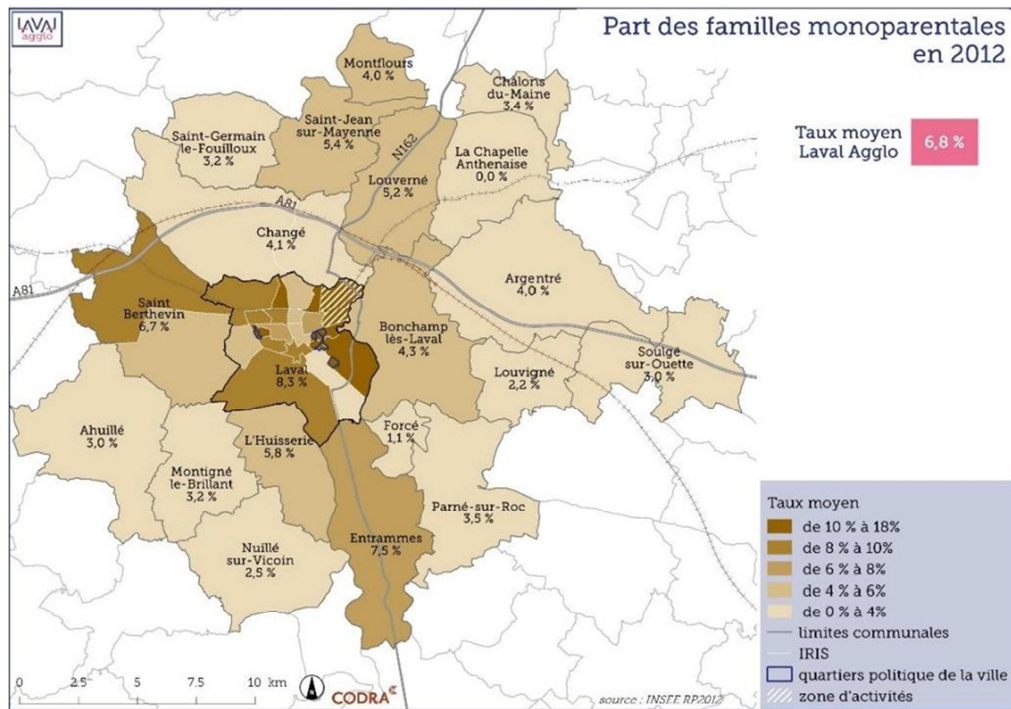 LAVAL
agglo
Part des familles monoparentales
en 2012
Taux moyen
Laval Agglo
6,8 %
Montflours
4,0 %
Châlons
du-Maine
3,4 %
Saint-Jean
sur-Mayenne
5,4 %
Saint-Germain
le-Fouilloux
3,2 %
N162
La Chapelle
Anthenaise
0,0 %
Louverné
5,2 %
A81
Changé
4,1 %
Argentré
4,0 %
A81
Saint
Berthevin
6,7 %
Bonchamp
lès-Laval
4,3 %
Soulgé
sur-Ouette
3,0 %
Louvigné
2,2 %
Laval
8,3 %
Forcé
1,1 %
Ahuillé
3,0 %
L'Huisserie
5,8 %
Montigné
le-Brillant
3,2 %
Parné-sur-Roc
3,5 %
Entrammes
7,5 %
Nuillé
sur-Vicoin
2,5 %
Taux moyen
de 10 % à 18%
de 8 % à 10%
de 6 % à 8%
de 4 % à 6%
de 0 % à 4%
limites communales
IRIS
quartiers politique de la ville
zone d'activités
0 2,5 5 10 km
CODRA
source : INSEE RP2012